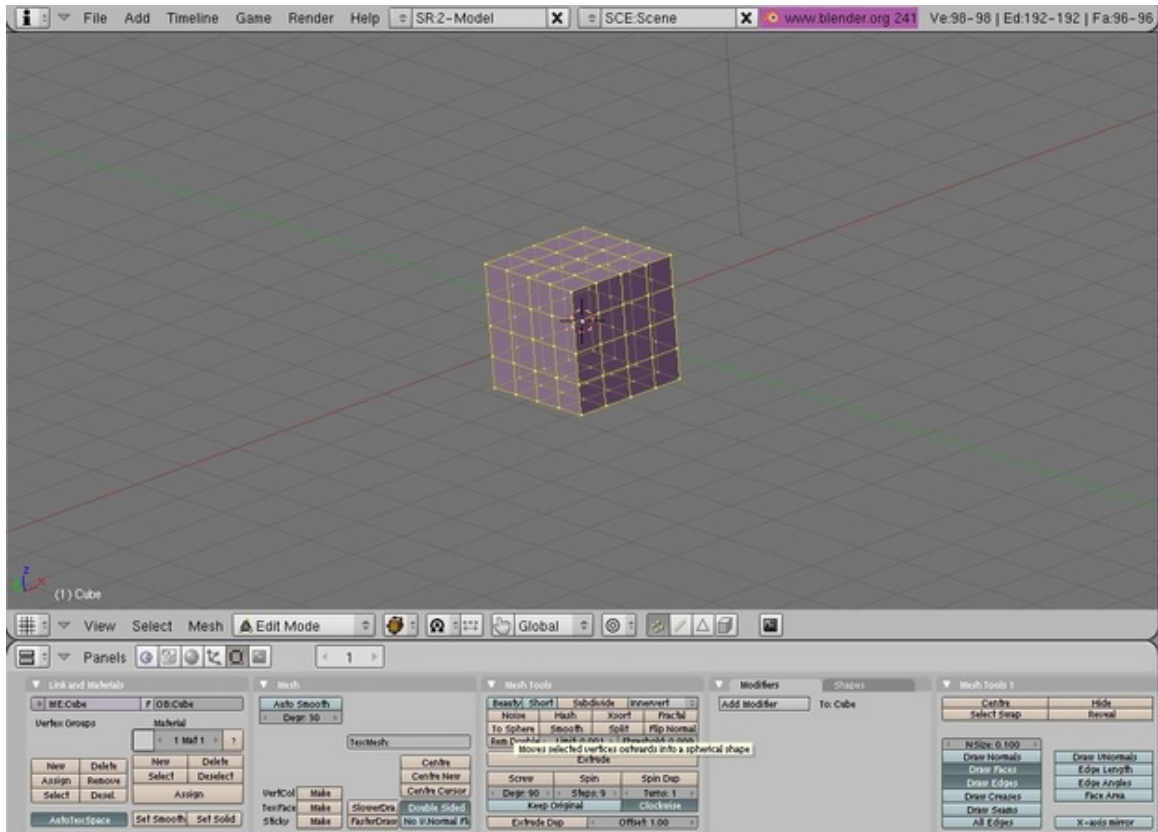 File Add Timeline Game Render Help SR:2-Model X SCE:Scene X www.blender.org 241 Ve:98-98 | Ed:192-192 | Fa:96-96
z
x
(1) Cube
View Select Mesh Edit Mode Global
Panels 1
Link and Materials
ME:Cube F OB:Cube
Vertex Groups Material
1 Mat 1 ?
New Delete New Delete
Assign Remove Select Deselect
Select Desel. Assign
AutoTexSpace Set Smooth Set Solid
Mesh
Auto Smooth
Degr: 30
TexMesh:
Centre
Centre New
Centre Cursor
VertCol Make
TexFace Make SlowerDra Double Sided
Sticky Make FasterDraw No V.Normal Fl
Mesh Tools
Beauty Short Subdivide Innervert
Noise Hash Xsort Fractal
To Sphere Smooth Split Flip Normal
Rem Double Limit: 0.001 Threshold: 0.000
Moves selected vertices outwards into a spherical shape
Extrude
Screw Spin Spin Dup
Degr: 90 Steps: 9 Turns: 1
Keep Original Clockwise
Extrude Dup Offset: 1.00
Modifiers Shapes
Add Modifier To: Cube
Mesh Tools 1
Centre Hide
Select Swap Reveal
NSize: 0.100
Draw Normals Draw VNormals
Draw Faces Edge Length
Draw Edges Edge Angles
Draw Creases Face Area
Draw Seams
All Edges X-axis mirror